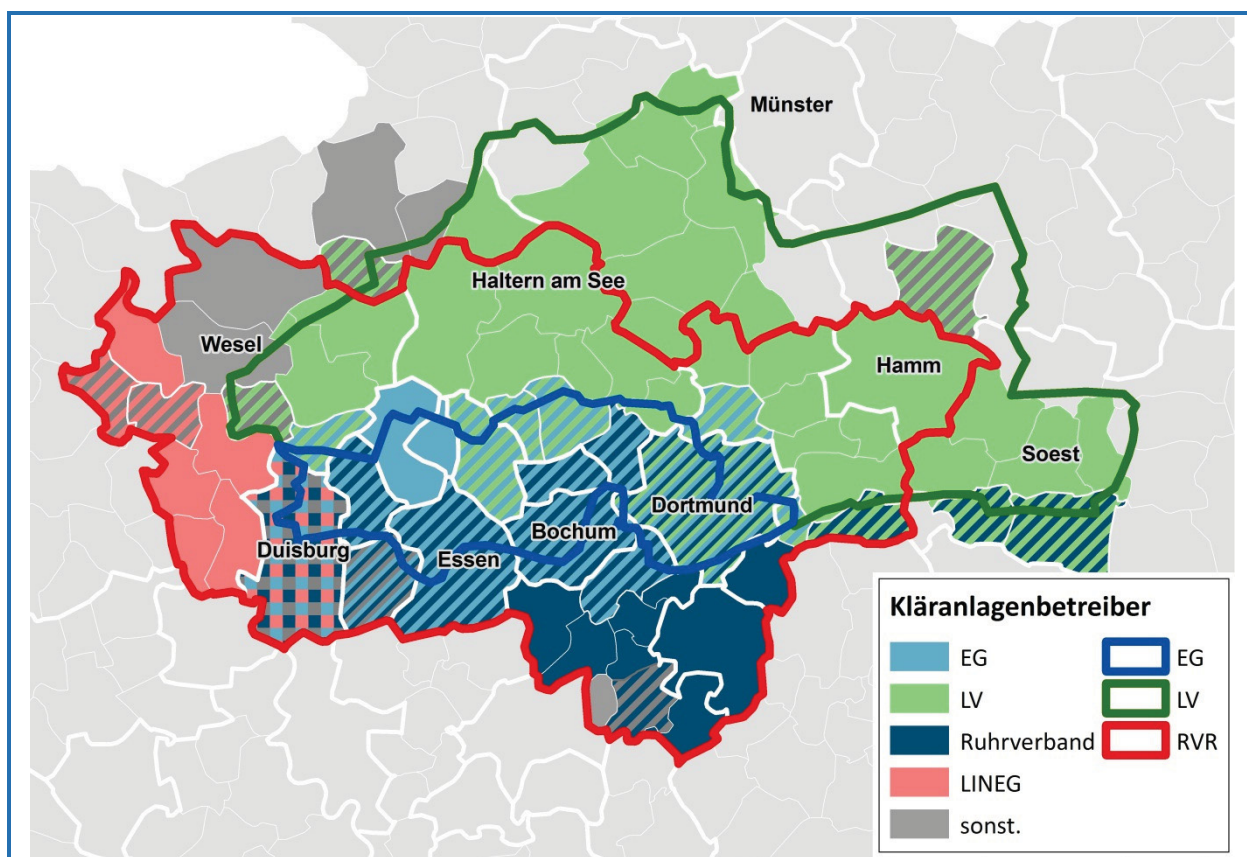 Münster
Haltern am See
Wesel
Hamm
Soest
Dortmund
Bochum
Duisburg
Essen
Kläranlagenbetreiber
EG
EG
LV
LV
Ruhrverband
RVR
LINEG
sonst.